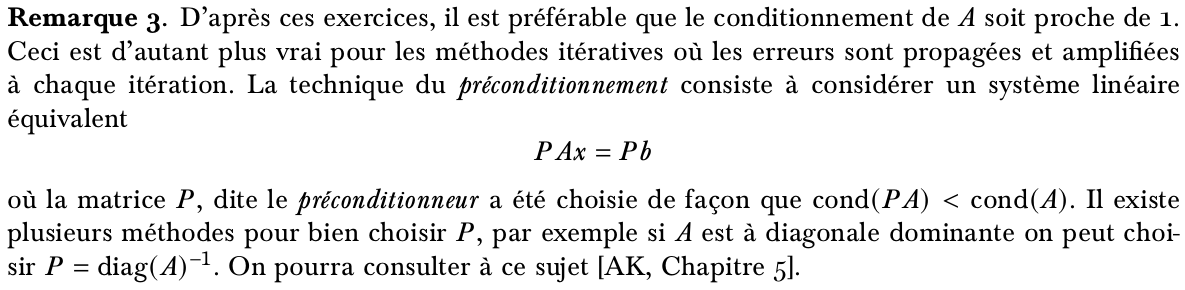 Remarque 3. D’après ces exercices, il est préférable que le conditionnement de A soit proche de 1.
Ceci est d’autant plus vrai pour les méthodes itératives où les erreurs sont propagées et amplifiées
à chaque itération. La technique du préconditionnement consiste à considérer un système linéaire
équivalent
PAx = Pb
où la matrice P, dite le préconditionneur a été choisie de façon que cond(PA) < cond(A). Il existe
plusieurs méthodes pour bien choisir P, par exemple si A est à diagonale dominante on peut choi-
sir P = diag(A)⁻¹. On pourra consulter à ce sujet [AK, Chapitre 5].